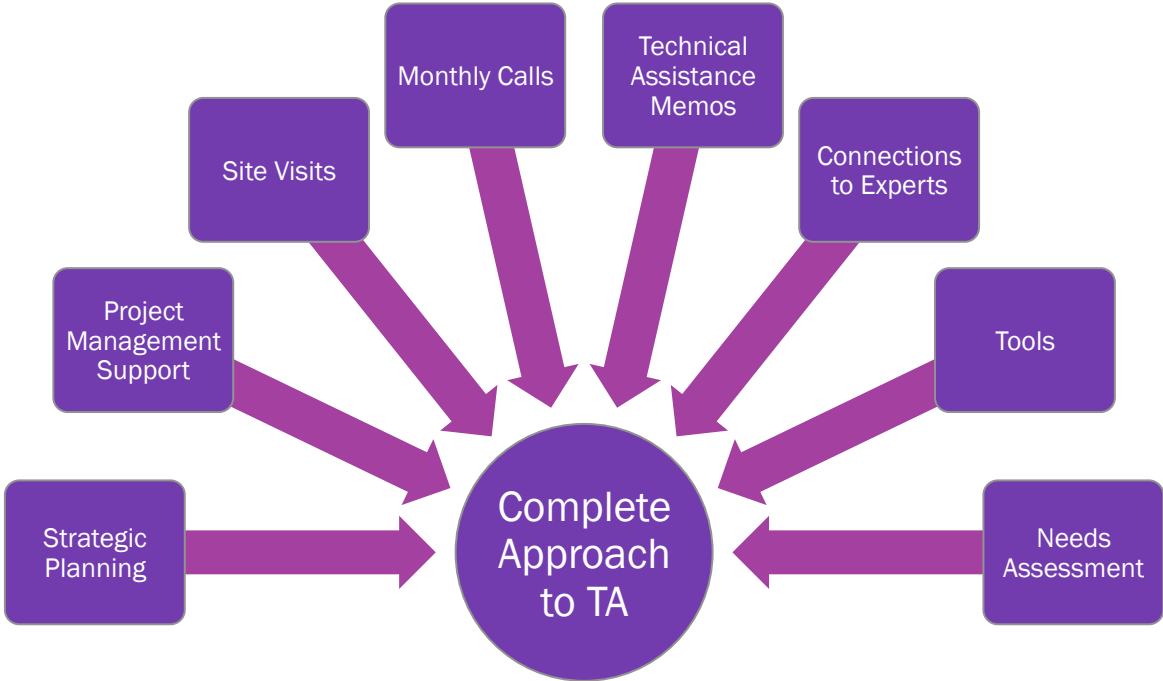 Strategic
Planning
Project
Management
Support
Site Visits
Monthly Calls
Technical
Assistance
Memos
Connections
to Experts
Tools
Needs
Assessment
Complete
Approach
to TA